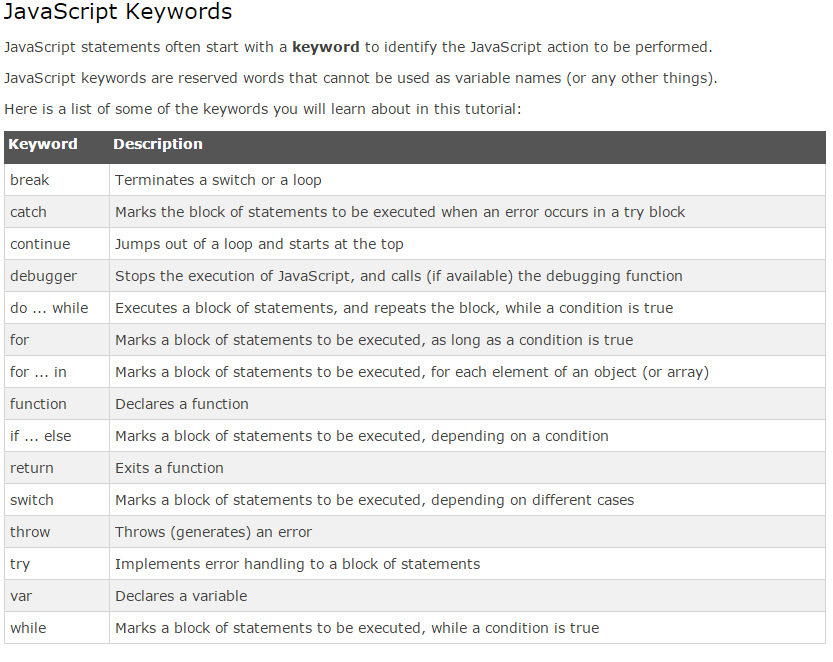 JavaScript Keywords
JavaScript statements often start with a keyword to identify the JavaScript action to be performed.
JavaScript keywords are reserved words that cannot be used as variable names (or any other things).
Here is a list of some of the keywords you will learn about in this tutorial:
Keyword Description
break Terminates a switch or a loop
catch Marks the block of statements to be executed when an error occurs in a try block
continue Jumps out of a loop and starts at the top
debugger Stops the execution of JavaScript, and calls (if available) the debugging function
do ... while Executes a block of statements, and repeats the block, while a condition is true
for Marks a block of statements to be executed, as long as a condition is true
for ... in Marks a block of statements to be executed, for each element of an object (or array)
function Declares a function
if ... else Marks a block of statements to be executed, depending on a condition
return Exits a function
switch Marks a block of statements to be executed, depending on different cases
throw Throws (generates) an error
try Implements error handling to a block of statements
var Declares a variable
while Marks a block of statements to be executed, while a condition is true